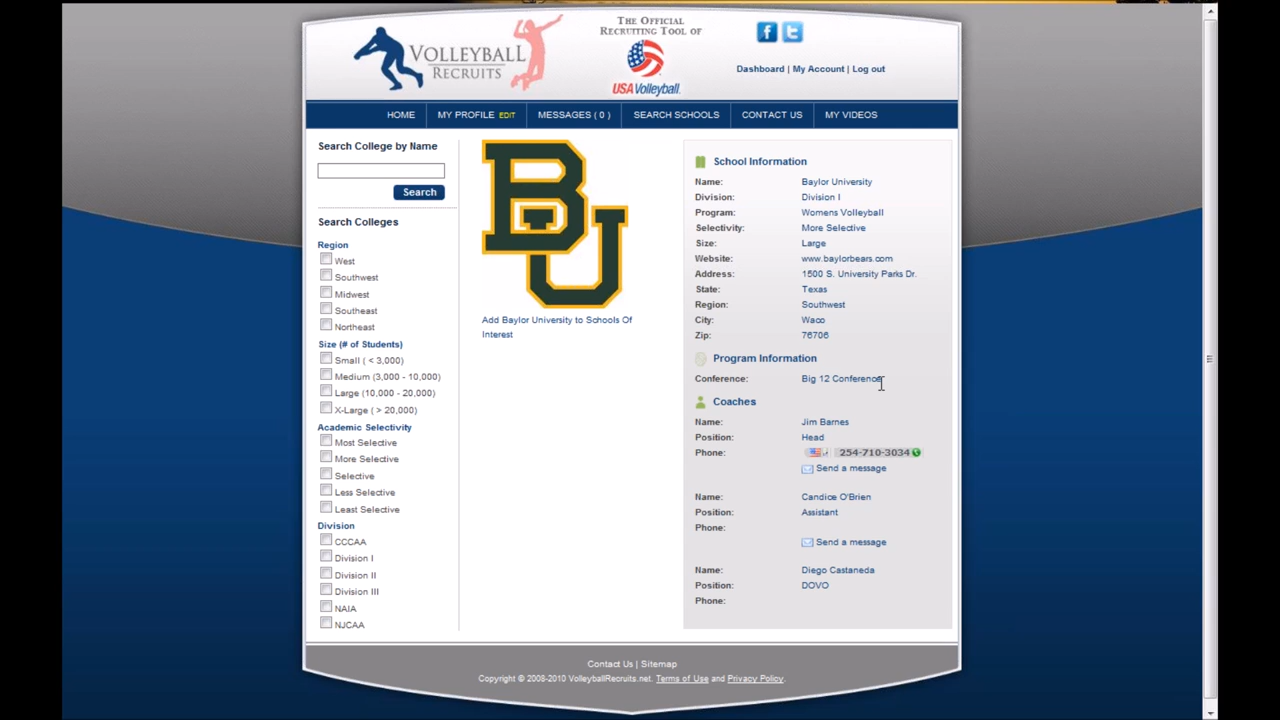 THE OFFICIAL
RECRUITING TOOL OF
VOLLEYBALL
RECRUITS
USAVolleyball.
Dashboard | My Account | Log out
HOME MY PROFILE EDIT MESSAGES ( 0 ) SEARCH SCHOOLS CONTACT US MY VIDEOS
Search College by Name
Search
Search Colleges
Region
West
Southwest
Midwest
Southeast
Northeast
Size (# of Students)
Small ( < 3,000)
Medium (3,000 - 10,000)
Large (10,000 - 20,000)
X-Large ( > 20,000)
Academic Selectivity
Most Selective
More Selective
Selective
Less Selective
Least Selective
Division
CCCAA
Division I
Division II
Division III
NAIA
NJCAA
BU
Add Baylor University to Schools Of
Interest
School Information
Name: Baylor University
Division: Division I
Program: Womens Volleyball
Selectivity: More Selective
Size: Large
Website: www.baylorbears.com
Address: 1500 S. University Parks Dr.
State: Texas
Region: Southwest
City: Waco
Zip: 76706
Program Information
Conference: Big 12 Conference
Coaches
Name: Jim Barnes
Position: Head
Phone: 254-710-3034
Send a message
Name: Candice O'Brien
Position: Assistant
Phone:
Send a message
Name: Diego Castaneda
Position: DOVO
Phone:
Contact Us | Sitemap
Copyright © 2008-2010 VolleyballRecruits.net. Terms of Use and Privacy Policy.